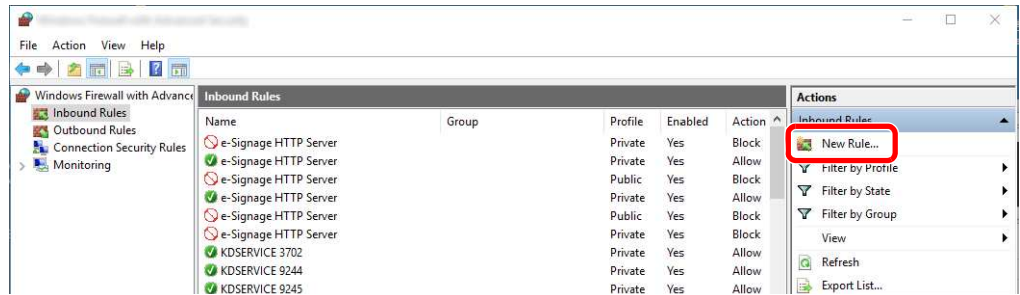 File Action View Help
Windows Firewall with Advance
Inbound Rules
Outbound Rules
Connection Security Rules
Monitoring
Inbound Rules
Name Group Profile Enabled Action
e-Signage HTTP Server Private Yes Block
e-Signage HTTP Server Private Yes Allow
e-Signage HTTP Server Public Yes Block
e-Signage HTTP Server Private Yes Allow
e-Signage HTTP Server Public Yes Block
e-Signage HTTP Server Private Yes Block
KDSERVICE 3702 Private Yes Allow
KDSERVICE 9244 Private Yes Allow
KDSERVICE 9245 Private Yes Allow
Actions
Inbound Rules
New Rule...
Filter by Profile
Filter by State
Filter by Group
View
Refresh
Export List...